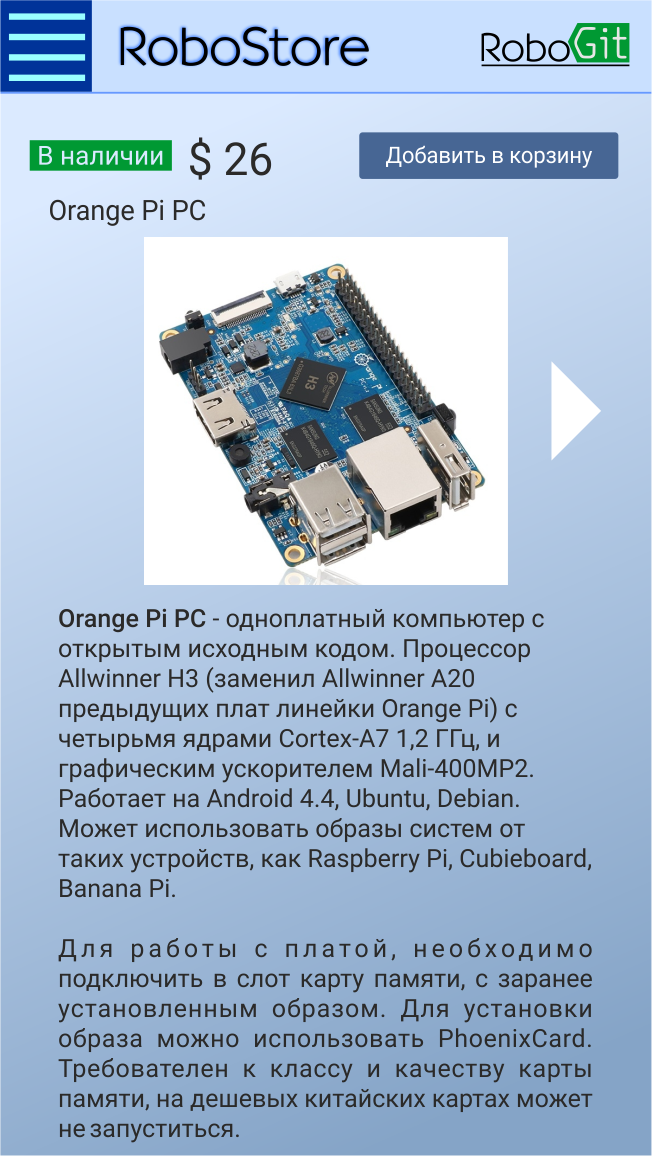 RoboStore
RoboGit
В наличии
$ 26
Добавить в корзину
Orange Pi PC
H3
orange pi
Orange Pi PC - одноплатный компьютер с
открытым исходным кодом. Процессор
Allwinner H3 (заменил Allwinner A20
предыдущих плат линейки Orange Pi) с
четырьмя ядрами Cortex-A7 1,2 ГГц, и
графическим ускорителем Mali-400MP2.
Работает на Android 4.4, Ubuntu, Debian.
Может использовать образы систем от
таких устройств, как Raspberry Pi, Cubieboard,
Banana Pi.
Для работы с платой, необходимо
подключить в слот карту памяти, с заранее
установленным образом. Для установки
образа можно использовать PhoenixCard.
Требователен к классу и качеству карты
памяти, на дешевых китайских картах может
не запуститься.